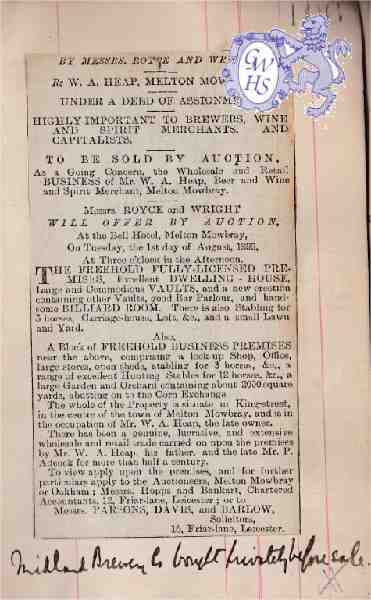 BY MESSRS. ROYCE AND
GWHS
Re W. A. HEAP, MELTON MOW
UNDER A DEED OF ASSIGNME
HIGHLY IMPORTANT TO BREWERS, WINE
AND SPIRIT MERCHANTS, AND
CAPITALISTS.
TO BE SOLD BY AUCTION,
As a Going Concern, the Wholesale and Retail
BUSINESS of Mr. W. A. Heap, Beer and Wine
and Spirit Merchant, Melton Mowbray.
Messrs. ROYCE and WRIGHT
WILL OFFER BY AUCTION,
At the Bell Hotel, Melton Mowbray,
On Tuesday, the 1st day of August,
At Three o'clock in the Afternoon,
THE FREEHOLD FULLY-LICENSED PRE-
MISES, Excellent DWELLING-HOUSE,
Large and Commodious VAULTS, and a new erection
containing other Vaults, good Bar Parlour, and hand-
some BILLIARD ROOM. There is also Stabling for
5 horses, Carriage-house, Loft, &c., and a small Lawn
and Yard.
Also,
A Block of FREEHOLD BUSINESS PREMISES
near the above, comprising a lock-up Shop, Office,
large stores, open sheds, stabling for 3 horses, &c., a
range of excellent Hunting Stables for 12 horses, &c., a
large Garden and Orchard containing about 2000 square
yards, abutting on to the Corn Exchange.
The whole of the Property is situate in King-street,
in the centre of the town of Melton Mowbray, and is in
the occupation of Mr. W. A. Heap, the late owner.
There has been a genuine, lucrative, and extensive
wholesale and retail trade carried on upon the premises
by Mr. W. A. Heap, his father, and the late Mr. P.
Adcock for more than half a century.
To view apply upon the premises, and for further
particulars apply to the Auctioneers, Melton Mowbray
or Oakham; Messrs. Hopps and Bankart, Chartered
Accountants, 12, Friar-lane, Leicester; or to
Messrs. PARSONS, DAVIS, and BARLOW,
Solicitors,
15, Friar-lane, Leicester.
Midland Brewery Co bought privately before sale.